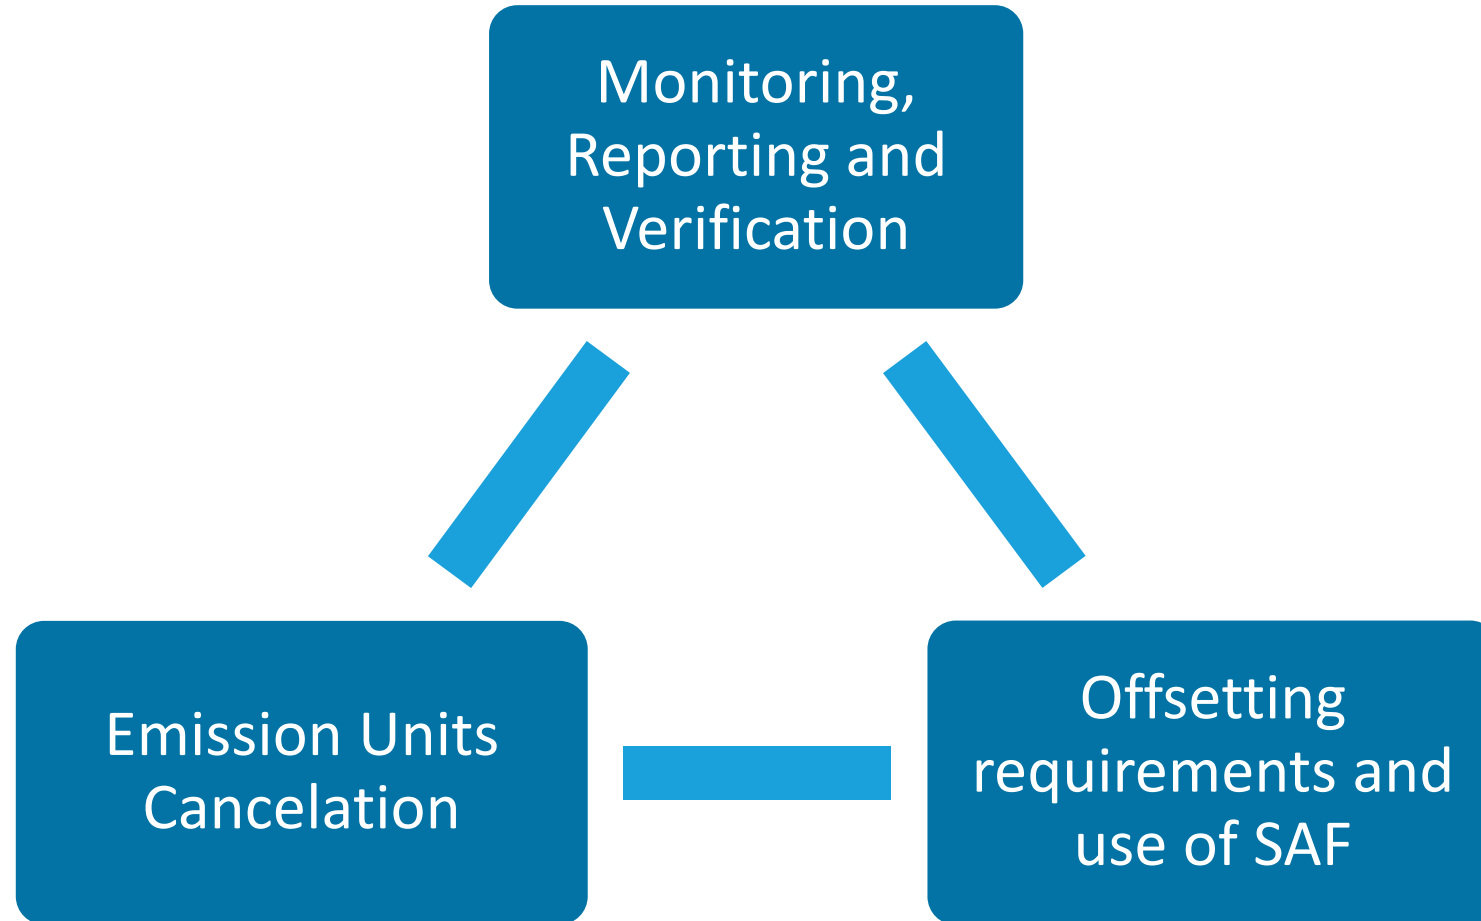 Monitoring,
Reporting and
Verification
Emission Units
Cancelation
Offsetting
requirements and
use of SAF